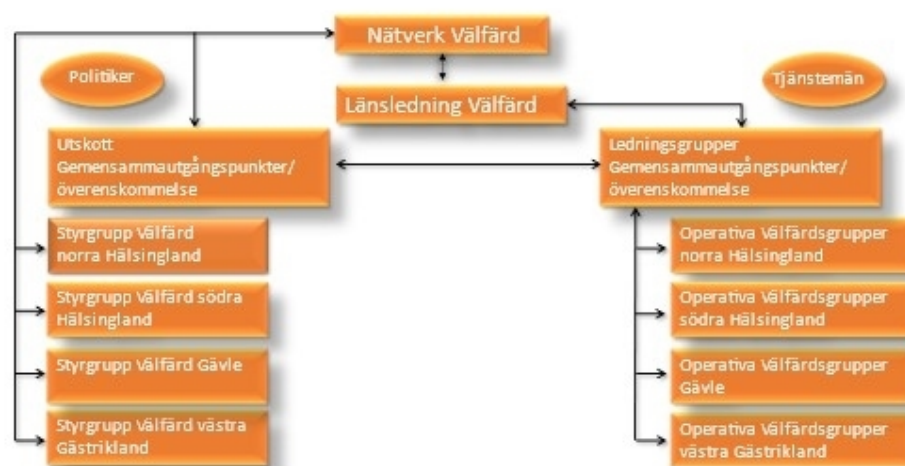 Nätverk Välfärd
Politiker
Länsledning Välfärd
Tjänstemän
Utskott
Gemensammautgångspunkter/
överenskommelse
Ledningsgrupper
Gemensammautgångspunkter/
överenskommelse
Styrgrupp Välfärd
norra Hälsingland
Styrgrupp Välfärd södra
Hälsingland
Styrgrupp Välfärd Gävle
Styrgrupp Välfärd västra
Gästrikland
Operativa Välfärdsgrupper
norra Hälsingland
Operativa Välfärdsgrupper
södra Hälsingland
Operativa Välfärdsgrupper
Gävle
Operativa Välfärdsgrupper
västra Gästrikland